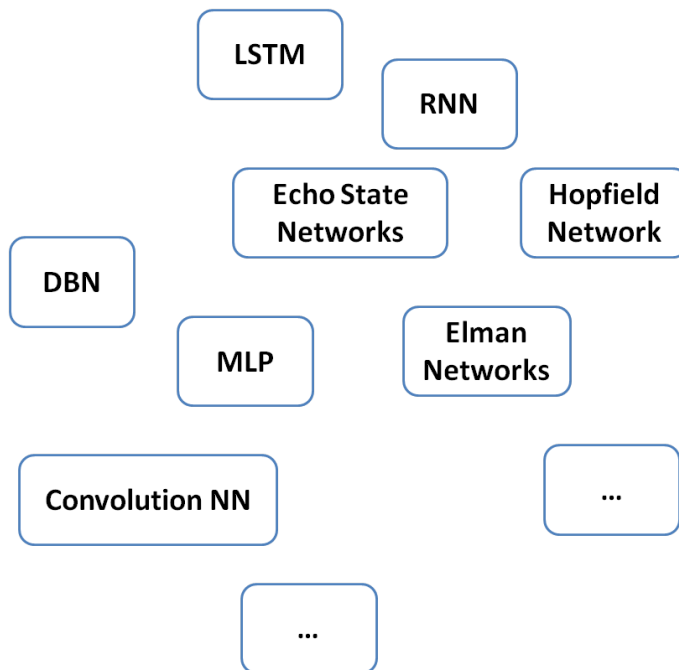 LSTM
RNN
Echo State
Networks
Hopfield
Network
DBN
MLP
Elman
Networks
Convolution NN
...
...